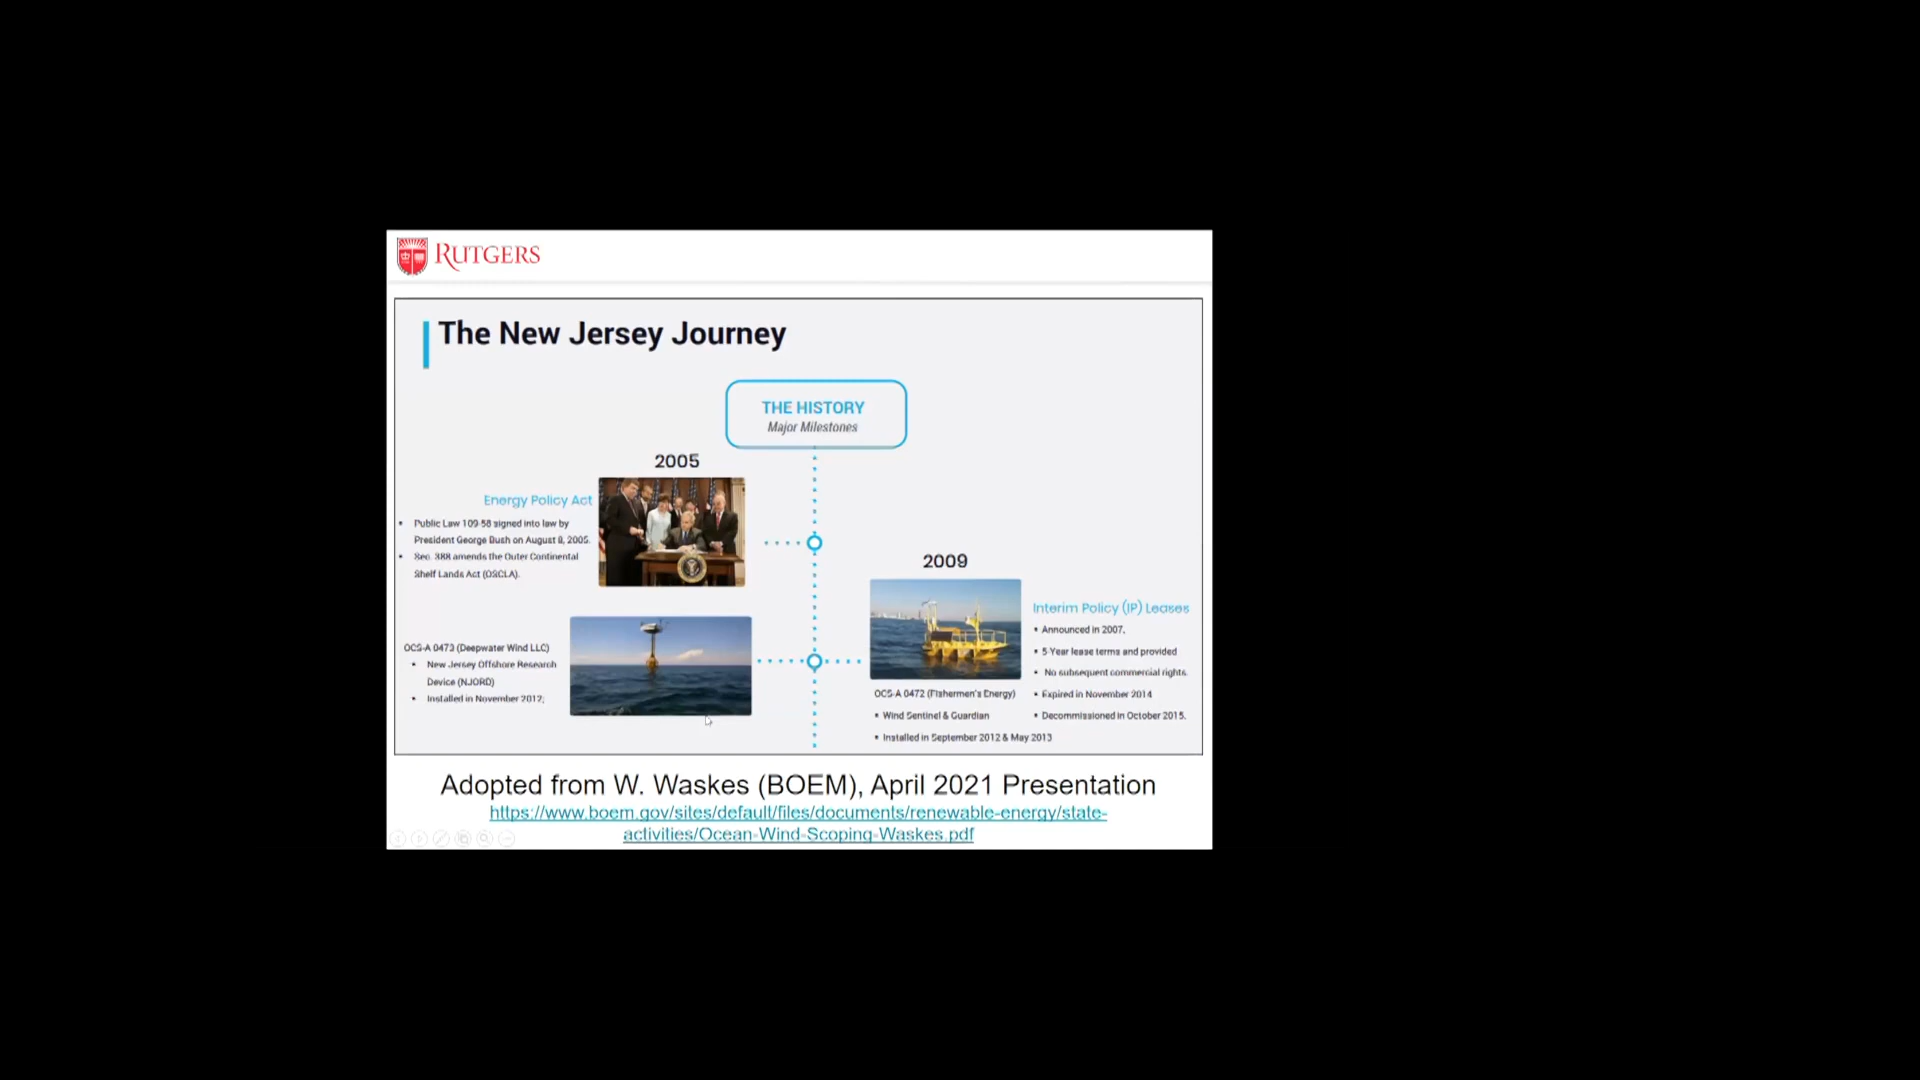 RUTGERS
The New Jersey Journey
THE HISTORY
Major Milestones
2005
Energy Policy Act
▪ Public Law 109-58 signed into law by
President George Bush on August 8, 2005.
▪ Sec. 388 amends the Outer Continental
Shelf Lands Act (OSCLA).
2009
Interim Policy (IP) Leases
▪ Announced in 2007.
▪ 5-Year lease terms and provided
▪ No subsequent commercial rights.
▪ Expired in November 2014
▪ Decommissioned in October 2015.
OCS-A 0473 (Deepwater Wind LLC)
▪ New Jersey Offshore Research
Device (NJORD)
▪ Installed in November 2012;
OCS-A 0472 (Fishermen's Energy)
▪ Wind Sentinel & Guardian
▪ Installed in September 2012 & May 2013
Adopted from W. Waskes (BOEM), April 2021 Presentation
https://www.boem.gov/sites/default/files/documents/renewable-energy/state-
activities/Ocean-Wind-Scoping-Waskes.pdf